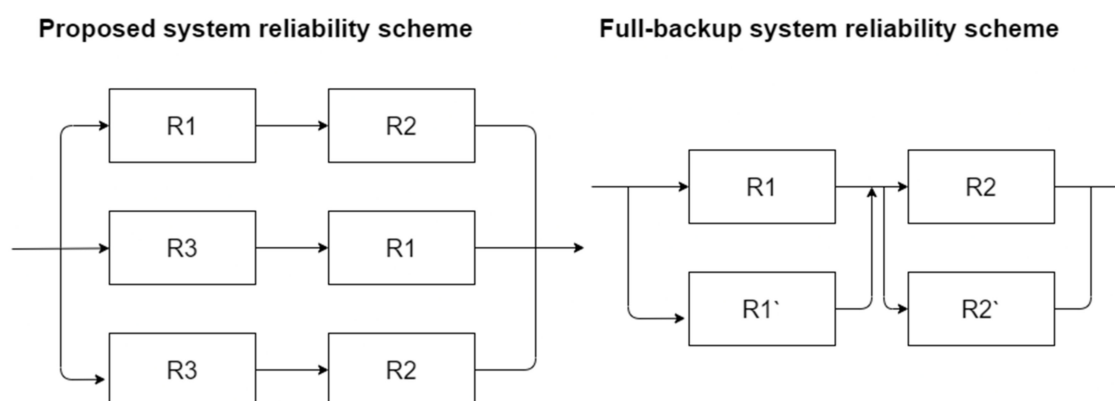 Proposed system reliability scheme
Full-backup system reliability scheme
R1
R2
R3
R1
R3
R2
R1
R2
R1`
R2`